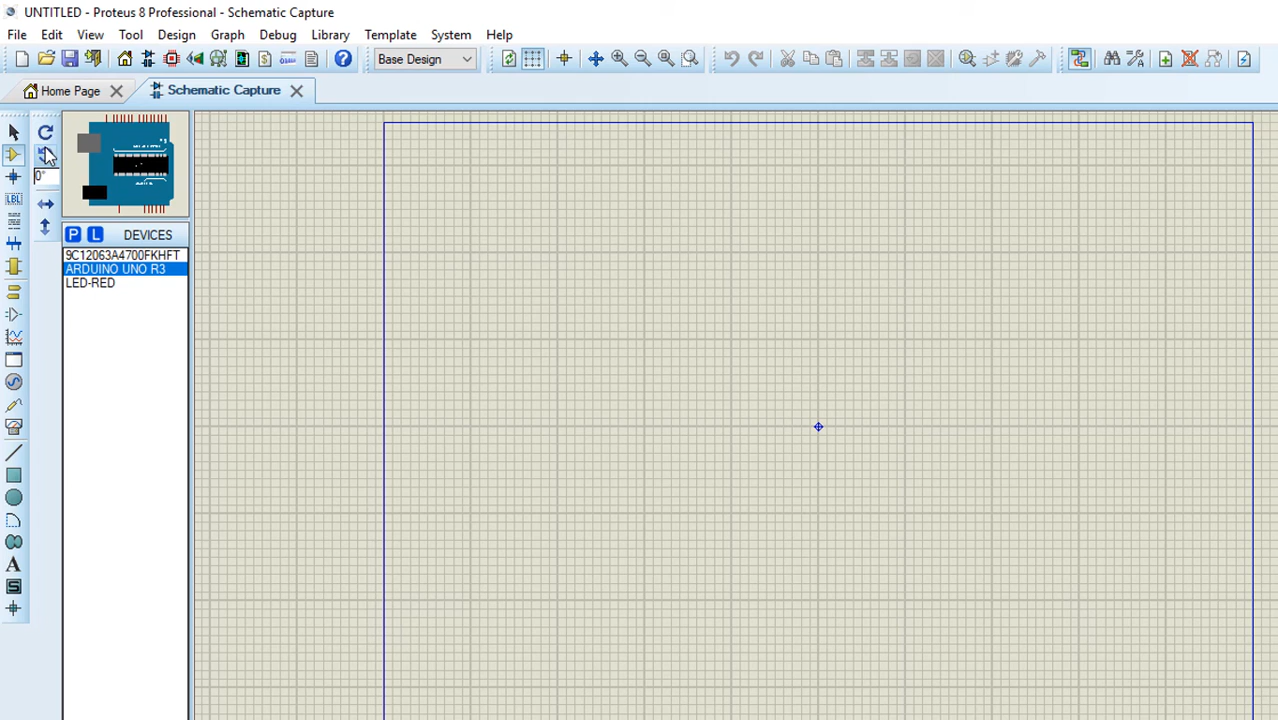 UNTITLED - Proteus 8 Professional - Schematic Capture
File Edit View Tool Design Graph Debug Library Template System Help
Base Design
Home Page
Schematic Capture
0°
LBL
P L DEVICES
9C12063A4700FKHFT
ARDUINO UNO R3
LED-RED
A
S